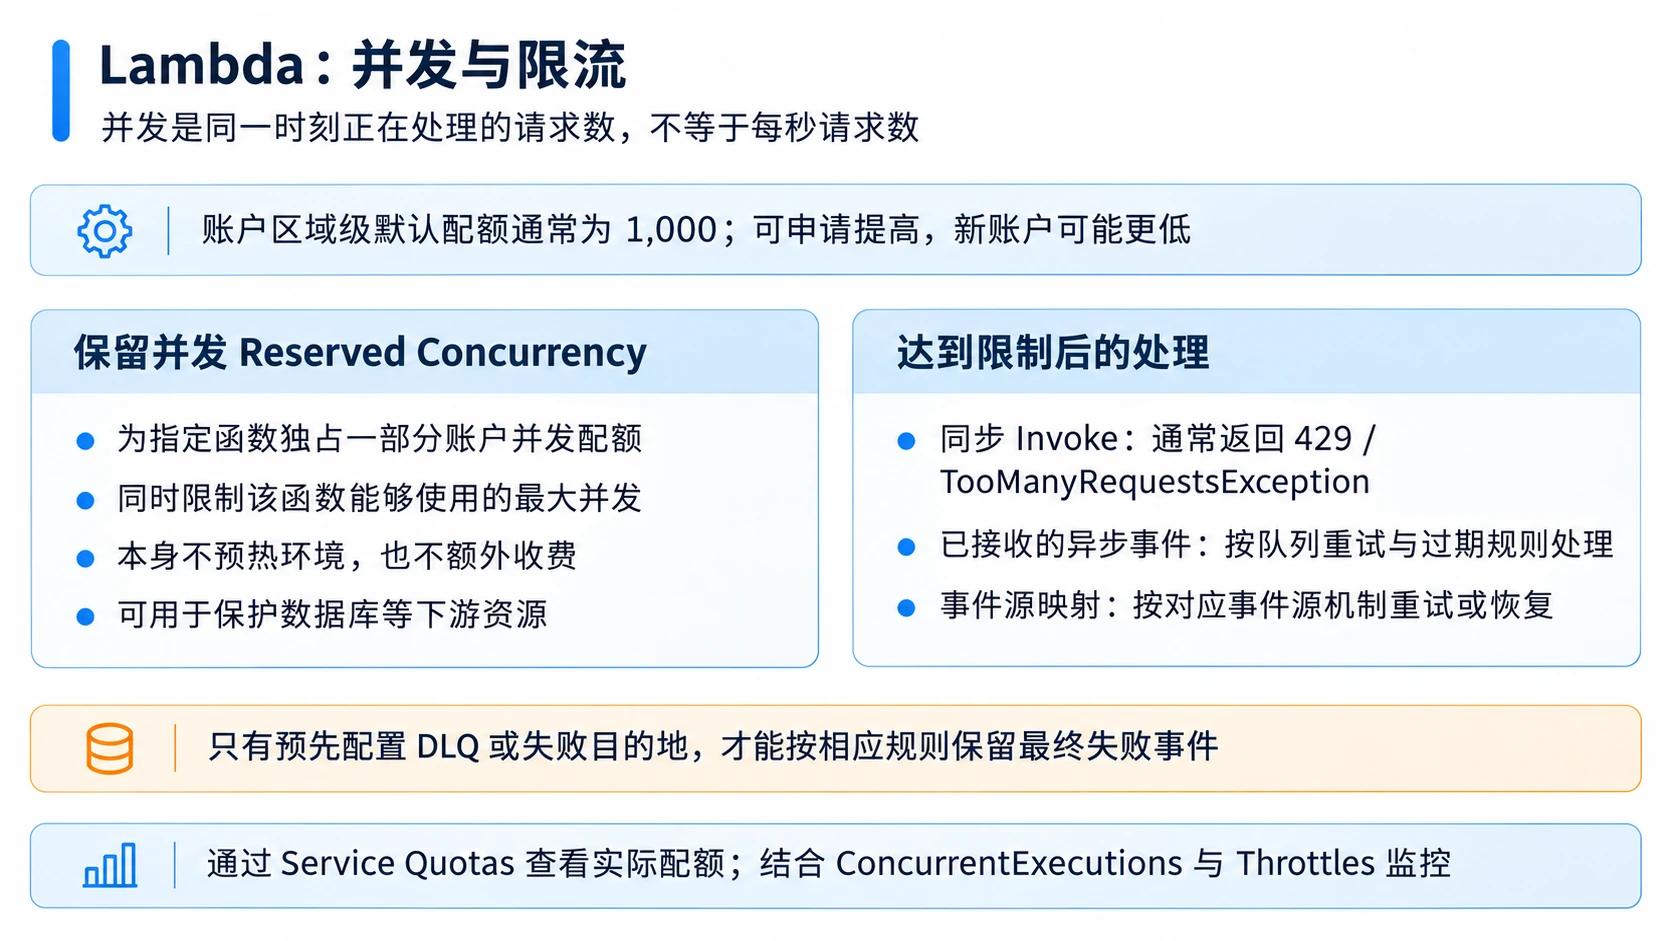 Lambda：并发与限流
并发是同一时刻正在处理的请求数，不等于每秒请求数
账户区域级默认配额通常为 1,000；可申请提高，新账户可能更低
保留并发 Reserved Concurrency
为指定函数独占一部分账户并发配额
同时限制该函数能够使用的最大并发
本身不预热环境，也不额外收费
可用于保护数据库等下游资源
达到限制后的处理
同步 Invoke：通常返回 429 /
TooManyRequestsException
已接收的异步事件：按队列重试与过期规则处理
事件源映射：按对应事件源机制重试或恢复
只有预先配置 DLQ 或失败目的地，才能按相应规则保留最终失败事件
通过 Service Quotas 查看实际配额；结合 ConcurrentExecutions 与 Throttles 监控